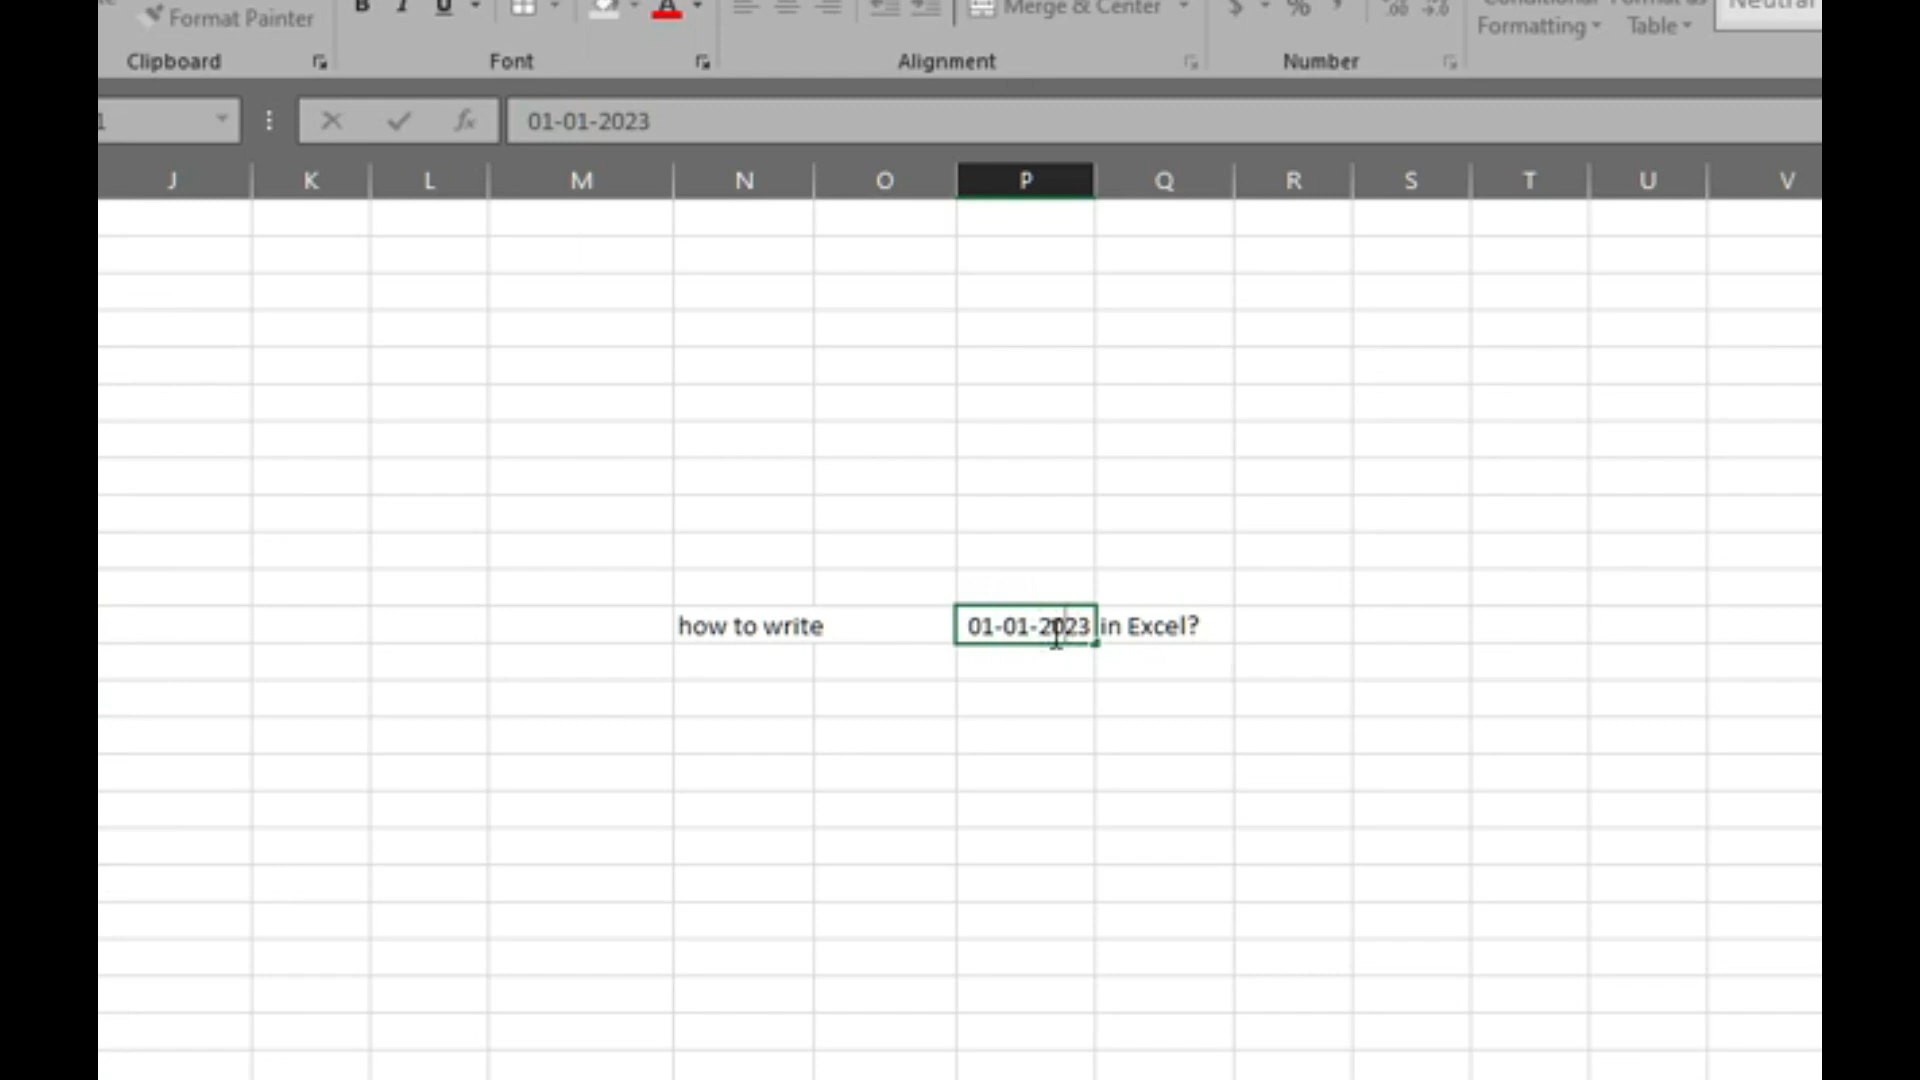 Format Painter
B I U A Merge & Center $ % , .00
Formatting Table
Clipboard Font Alignment Number
01-01-2023
J K L M N O P Q R S T U V
how to write 01-01-2023 in Excel?